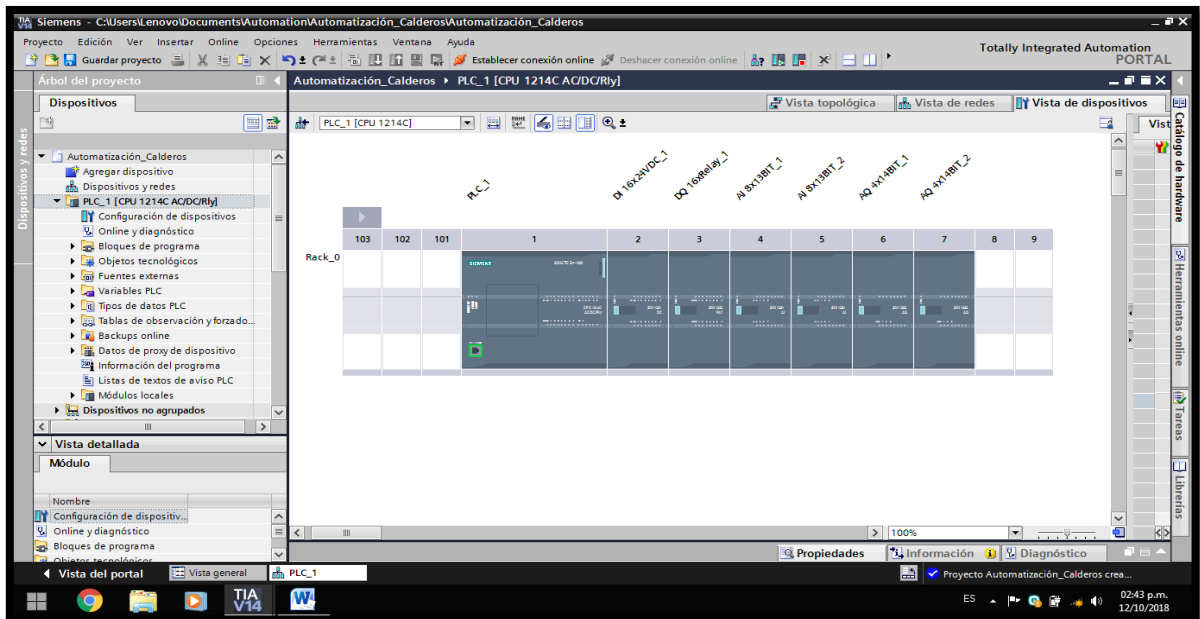 Siemens - C:\Users\Lenovo\Documents\Automation\Automatización_Calderos\Automatización_Calderos
Proyecto Edición Ver Insertar Online Opciones Herramientas Ventana Ayuda
Totally Integrated Automation
PORTAL
Guardar proyecto Establecer conexión online Deshacer conexión online
Árbol del proyecto
Automatización_Calderos PLC_1 [CPU 1214C AC/DC/Rly]
Dispositivos
Vista topológica Vista de redes Vista de dispositivos
PLC_1 [CPU 1214C]
Vist
Dispositivos y redes
Automatización_Calderos
Agregar dispositivo
Dispositivos y redes
PLC_1 [CPU 1214C AC/DC/Rly]
Configuración de dispositivos
Online y diagnóstico
Bloques de programa
Objetos tecnológicos
Fuentes externas
Variables PLC
Tipos de datos PLC
Tablas de observación y forzado...
Backups online
Datos de proxy de dispositivo
Información del programa
Listas de textos de aviso PLC
Módulos locales
Dispositivos no agrupados
PLC_1
DI 16x24VDC_1
DQ 16xRelay_1
AI 8x13BIT_1
AI 8x13BIT_2
AQ 4x14BIT_1
AQ 4x14BIT_2
103 102 101 1 2 3 4 5 6 7 8 9
Rack_0
SIEMENS
Catálogo de hardware
Herramientas online
Tareas
Librerías
Vista detallada
Módulo
Nombre
Configuración de dispositiv...
Online y diagnóstico
Bloques de programa
Objetos tecnológicos
100%
Propiedades Información Diagnóstico
Vista del portal Vista general PLC_1
Proyecto Automatización_Calderos crea...
TIA
V14
ES
02:43 p.m.
12/10/2018